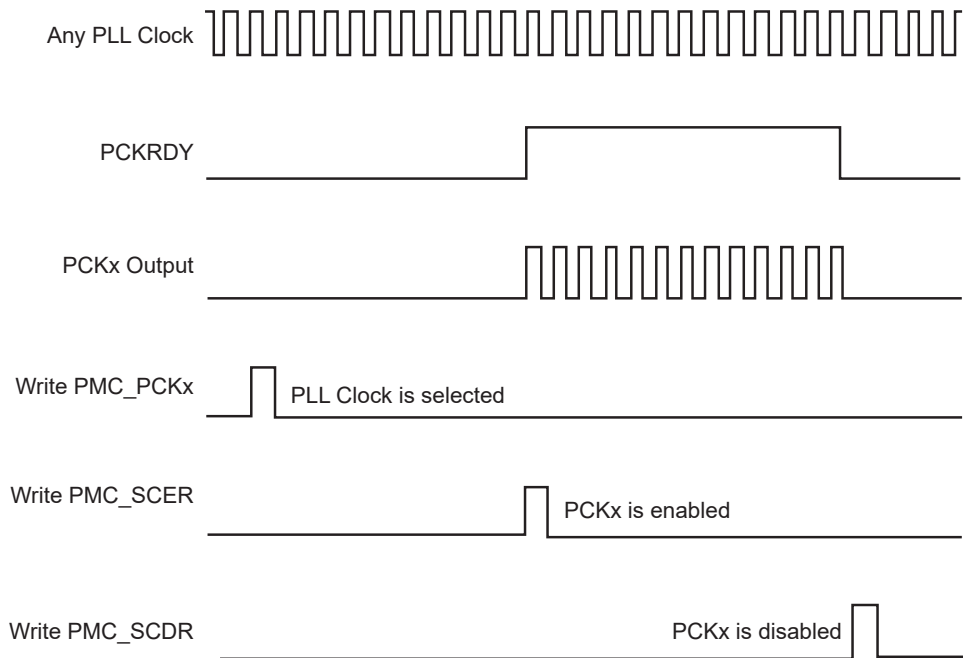 Any PLL Clock
PCKRDY
PCKx Output
Write PMC_PCKx
PLL Clock is selected
Write PMC_SCER
PCKx is enabled
Write PMC_SCDR
PCKx is disabled